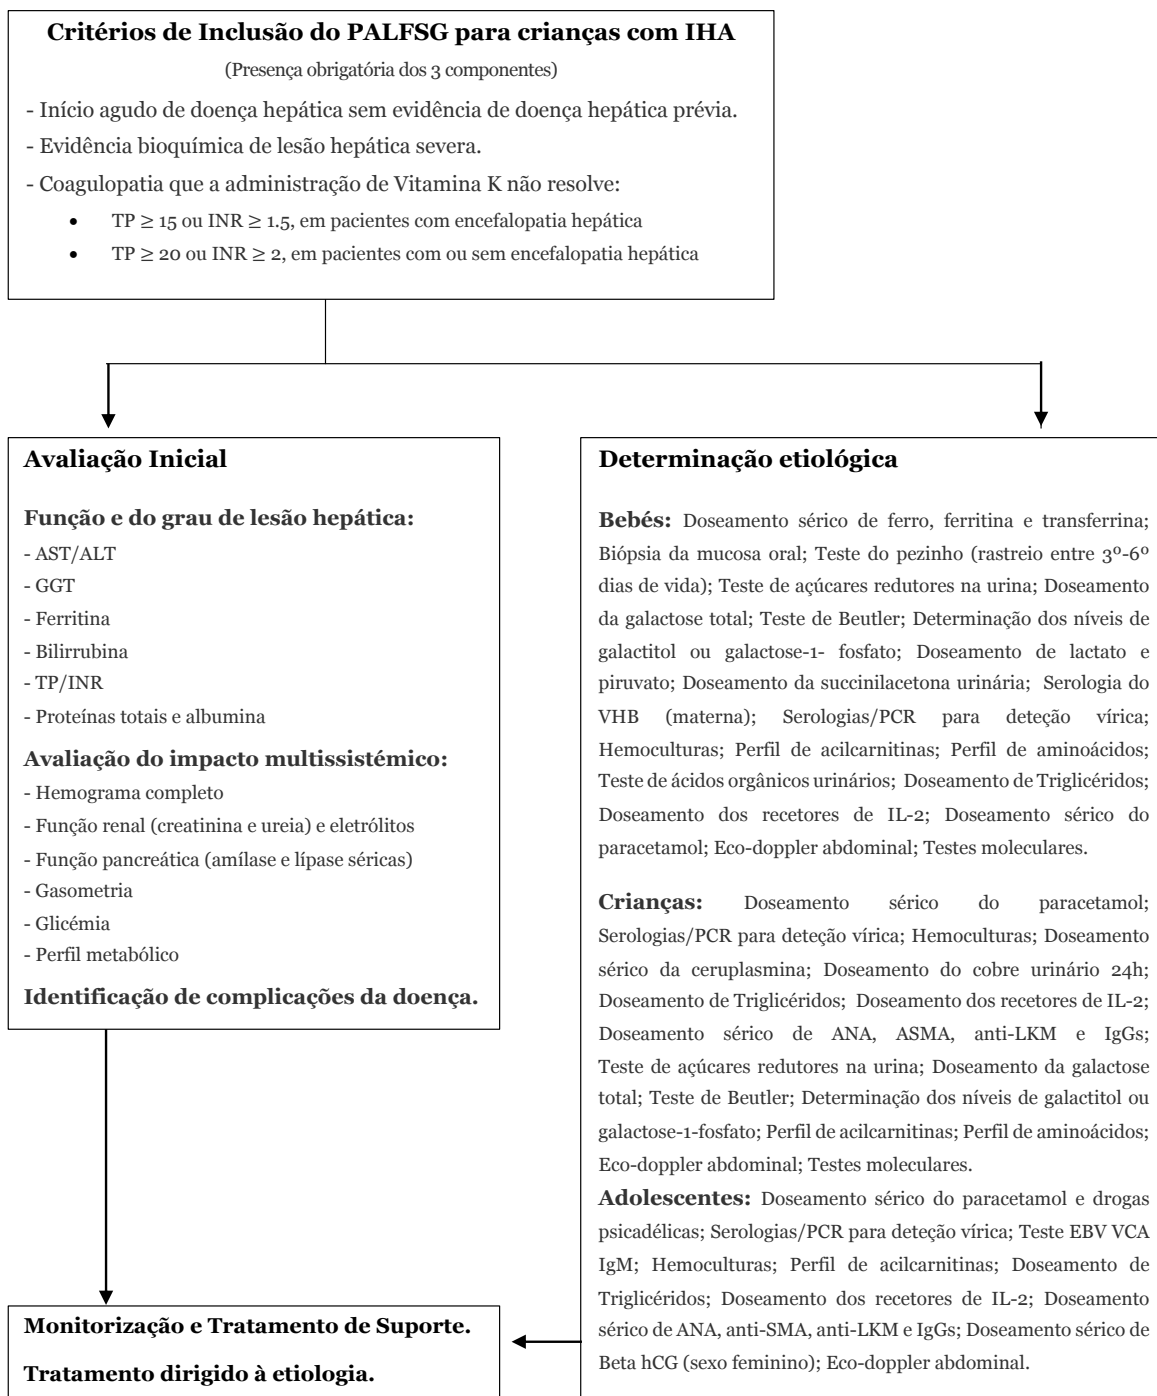 Critérios de Inclusão do PALFSG para crianças com IHA
(Presença obrigatória dos 3 componentes)
- Início agudo de doença hepática sem evidência de doença hepática prévia.
- Evidência bioquímica de lesão hepática severa.
- Coagulopatia que a administração de Vitamina K não resolve:
• TP ≥ 15 ou INR ≥ 1.5, em pacientes com encefalopatia hepática
• TP ≥ 20 ou INR ≥ 2, em pacientes com ou sem encefalopatia hepática
Avaliação Inicial
Função e do grau de lesão hepática:
- AST/ALT
- GGT
- Ferritina
- Bilirrubina
- TP/INR
- Proteínas totais e albumina
Avaliação do impacto multissistémico:
- Hemograma completo
- Função renal (creatinina e ureia) e eletrólitos
- Função pancreática (amílase e lípase séricas)
- Gasometria
- Glicémia
- Perfil metabólico
Identificação de complicações da doença.
Determinação etiológica
Bebés: Doseamento sérico de ferro, ferritina e transferrina;
Biópsia da mucosa oral; Teste do pezinho (rastreio entre 3º-6º
dias de vida); Teste de açúcares redutores na urina; Doseamento
da galactose total; Teste de Beutler; Determinação dos níveis de
galactitol ou galactose-1- fosfato; Doseamento de lactato e
piruvato; Doseamento da succinilacetona urinária; Serologia do
VHB (materna); Serologias/PCR para deteção vírica;
Hemoculturas; Perfil de acilcarnitinas; Perfil de aminoácidos;
Teste de ácidos orgânicos urinários; Doseamento de Triglicéridos;
Doseamento dos recetores de IL-2; Doseamento sérico do
paracetamol; Eco-doppler abdominal; Testes moleculares.
Crianças: Doseamento sérico do paracetamol;
Serologias/PCR para deteção vírica; Hemoculturas; Doseamento
sérico da ceruplasmina; Doseamento do cobre urinário 24h;
Doseamento de Triglicéridos; Doseamento dos recetores de IL-2;
Doseamento sérico de ANA, ASMA, anti-LKM e IgGs;
Teste de açúcares redutores na urina; Doseamento da galactose
total; Teste de Beutler; Determinação dos níveis de galactitol ou
galactose-1-fosfato; Perfil de acilcarnitinas; Perfil de aminoácidos;
Eco-doppler abdominal; Testes moleculares.
Adolescentes: Doseamento sérico do paracetamol e drogas
psicadélicas; Serologias/PCR para deteção vírica; Teste EBV VCA
IgM; Hemoculturas; Perfil de acilcarnitinas; Doseamento de
Triglicéridos; Doseamento dos recetores de IL-2; Doseamento
sérico de ANA, anti-SMA, anti-LKM e IgGs; Doseamento sérico de
Beta hCG (sexo feminino); Eco-doppler abdominal.
Monitorização e Tratamento de Suporte.
Tratamento dirigido à etiologia.